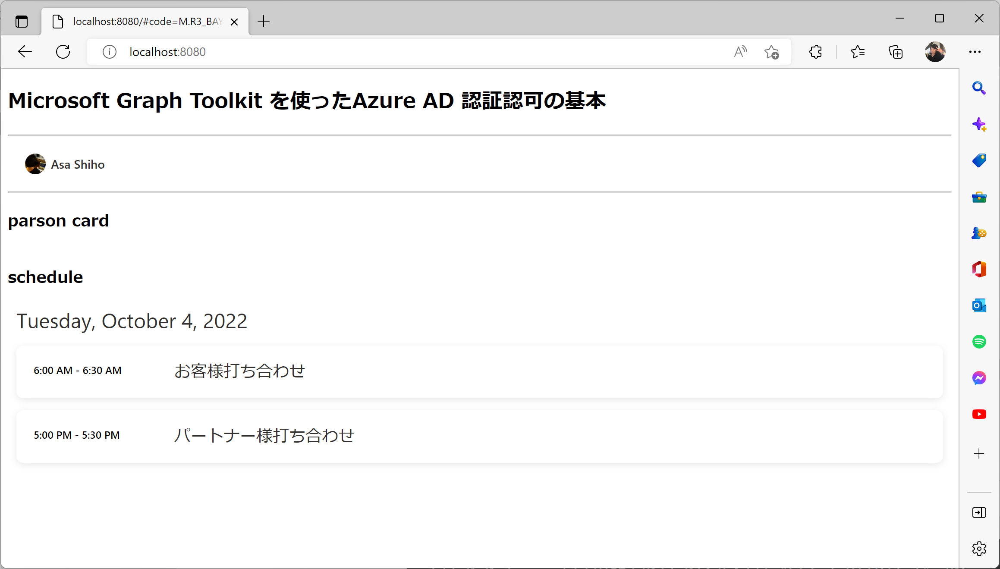 localhost:8080/#code=M.R3_BAY
localhost:8080
Microsoft Graph Toolkit を使ったAzure AD 認証認可の基本
Asa Shiho
parson card
schedule
Tuesday, October 4, 2022
6:00 AM - 6:30 AM お客様打ち合わせ
5:00 PM - 5:30 PM パートナー様打ち合わせ